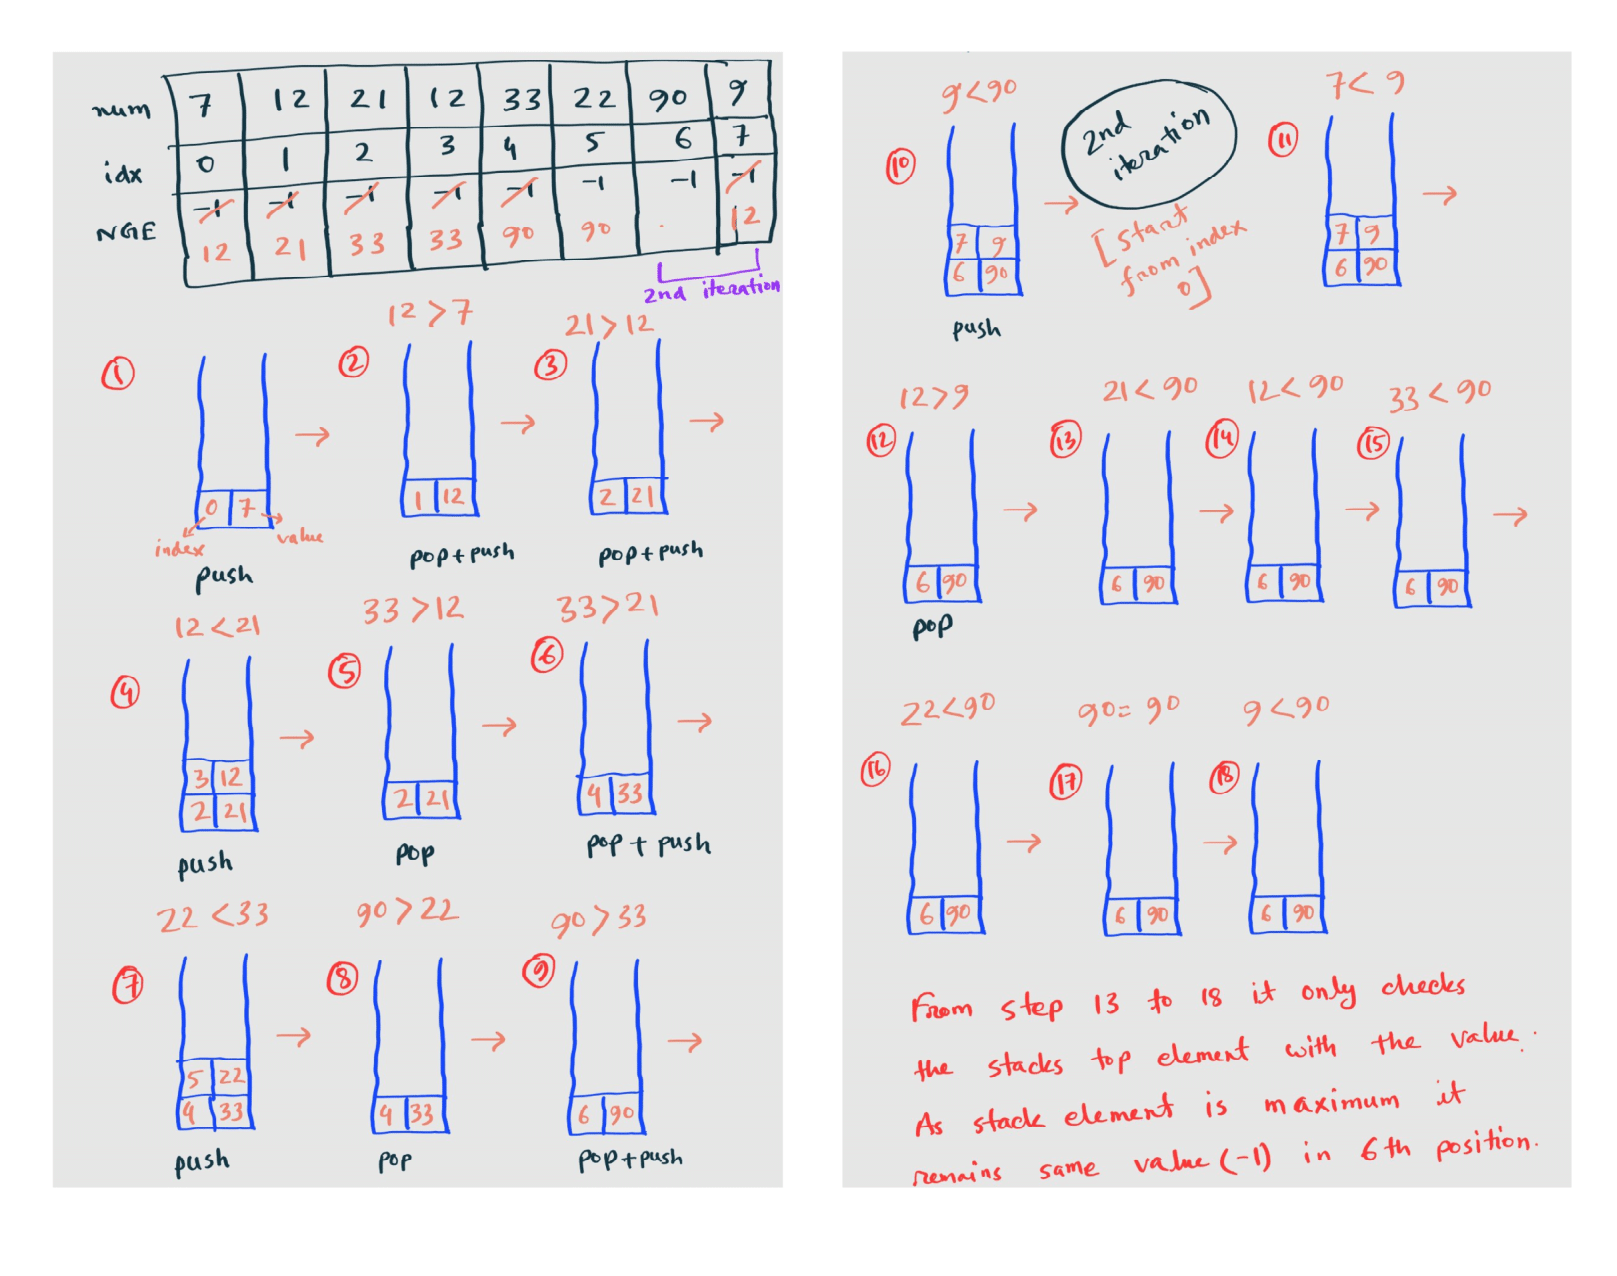 num 7 12 21 12 33 22 90 9
idx 0 1 2 3 4 5 6 7
-1 -1 -1 -1 -1 -1 -1 -1
NGE 12 21 33 33 90 90 . 12
2nd iteration
12 > 7
21 > 12
① ② ③
0 7
1 12
2 21
index value
push
pop + push
pop + push
12 < 21
33 > 12
33 > 21
④ ⑤ ⑥
3 12
2 21
2 21
4 33
push
pop
pop + push
22 < 33
90 > 22
90 > 33
⑦ ⑧ ⑨
5 22
4 33
4 33
6 90
push
pop
pop + push
9 < 90
2nd
iteration
7 < 9
⑩ ⑪
[start
from index
0]
7 9
6 90
7 9
6 90
push
12 > 9
21 < 90
12 < 90
33 < 90
⑫ ⑬ ⑭ ⑮
6 90
6 90
6 90
6 90
pop
22 < 90
90 = 90
9 < 90
⑯ ⑰ ⑱
6 90
6 90
6 90
From step 13 to 18 it only checks
the stacks top element with the value.
As stack element is maximum it
remains same value (-1) in 6th position.